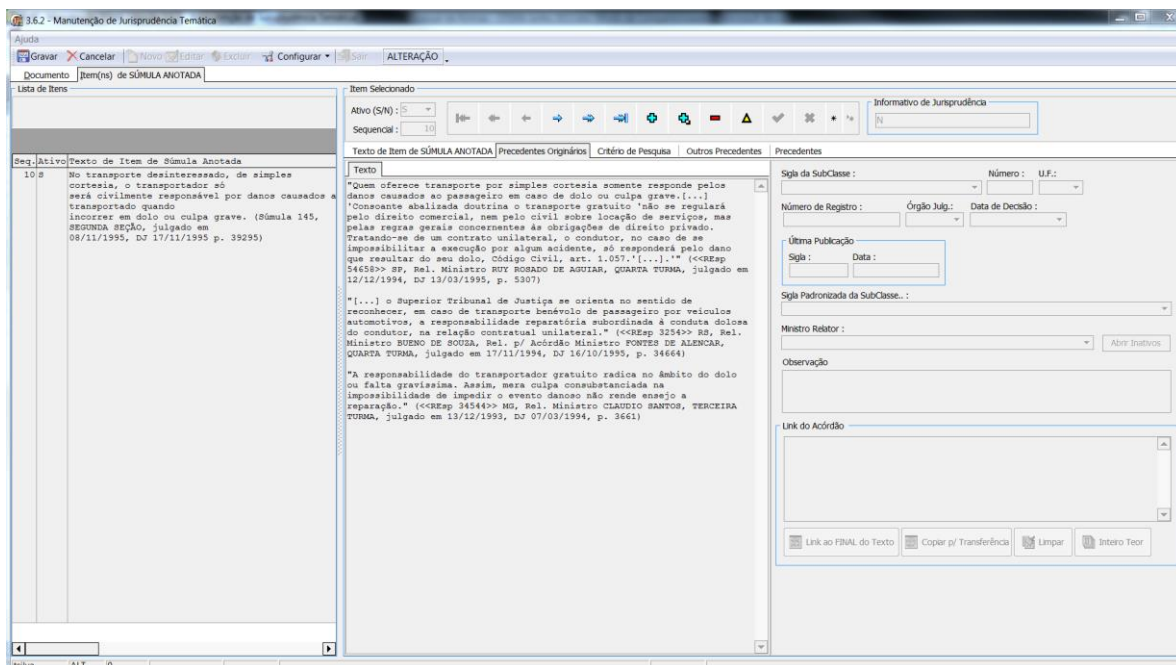 3.6.2 - Manutenção de Jurisprudência Temática
Ajuda
Gravar Cancelar Novo Editar Excluir Configurar Sair ALTERAÇÃO
Documento Item(ns) de SÚMULA ANOTADA
Lista de Itens
Seq. Ativo Texto de Item de Súmula Anotada
10 S No transporte desinteressado, de simples
cortesia, o transportador só
será civilmente responsável por danos causados a
transportado quando
incorrer em dolo ou culpa grave. (Súmula 145,
SEGUNDA SEÇÃO, julgado em
08/11/1995, DJ 17/11/1995 p. 39295)
Item Selecionado
Ativo (S/N) : S
Sequencial : 10
Informativo de Jurisprudência
N
Texto de Item de SÚMULA ANOTADA Precedentes Originários Critério de Pesquisa Outros Precedentes Precedentes
Texto
"Quem oferece transporte por simples cortesia somente responde pelos
danos causados ao passageiro em caso de dolo ou culpa grave.[...]
'Consoante abalizada doutrina o transporte gratuito 'não se regulará
pelo direito comercial, nem pelo civil sobre locação de serviços, mas
pelas regras gerais concernentes às obrigações de direito privado.
Tratando-se de um contrato unilateral, o condutor, no caso de se
impossibilitar a execução por algum acidente, só responderá pelo dano
que resultar do seu dolo, Código Civil, art. 1.057.'[...].'" (<<REsp
54658>> SP, Rel. Ministro RUY ROSADO DE AGUIAR, QUARTA TURMA, julgado em
12/12/1994, DJ 13/03/1995, p. 5307)
"[...] o Superior Tribunal de Justiça se orienta no sentido de
reconhecer, em caso de transporte benévolo de passageiro por veículos
automotivos, a responsabilidade reparatória subordinada à conduta dolosa
do condutor, na relação contratual unilateral." (<<REsp 3254>> RS, Rel.
Ministro BUENO DE SOUZA, Rel. p/ Acórdão Ministro FONTES DE ALENCAR,
QUARTA TURMA, julgado em 17/11/1994, DJ 16/10/1995, p. 34664)
"A responsabilidade do transportador gratuito radica no âmbito do dolo
ou falta gravíssima. Assim, mera culpa consubstanciada na
impossibilidade de impedir o evento danoso não rende ensejo a
reparação." (<<REsp 34544>> MG, Rel. Ministro CLAUDIO SANTOS, TERCEIRA
TURMA, julgado em 13/12/1993, DJ 07/03/1994, p. 3661)
Sigla da SubClasse : Número : U.F.:
Número de Registro : Órgão Julg.: Data de Decisão :
Última Publicação
Sigla : Data :
Sigla Padronizada da SubClasse.. :
Ministro Relator :
Abrir Inativos
Observação
Link do Acórdão
Link ao FINAL do Texto Copiar p/ Transferência Limpar Inteiro Teor